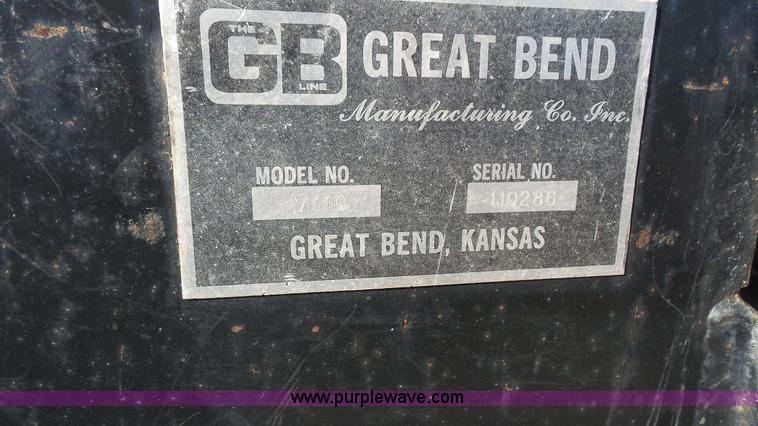 THE
GB
LINE
GREAT BEND
Manufacturing Co. Inc.
MODEL NO.
SERIAL NO.
M110
110286
GREAT BEND, KANSAS
www.purplewave.com